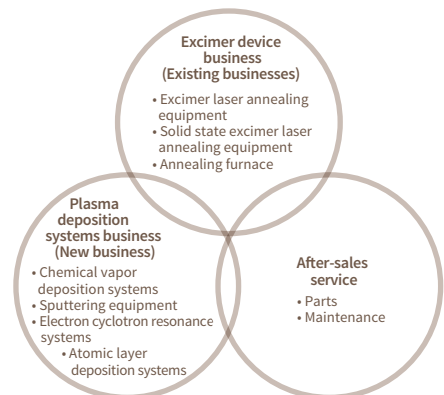 Excimer device
business
(Existing businesses)
• Excimer laser annealing
equipment
• Solid state excimer laser
annealing equipment
• Annealing furnace
Plasma
deposition
systems business
(New business)
• Chemical vapor
deposition systems
• Sputtering equipment
• Electron cyclotron resonance
systems
• Atomic layer
deposition systems
After-sales
service
• Parts
• Maintenance